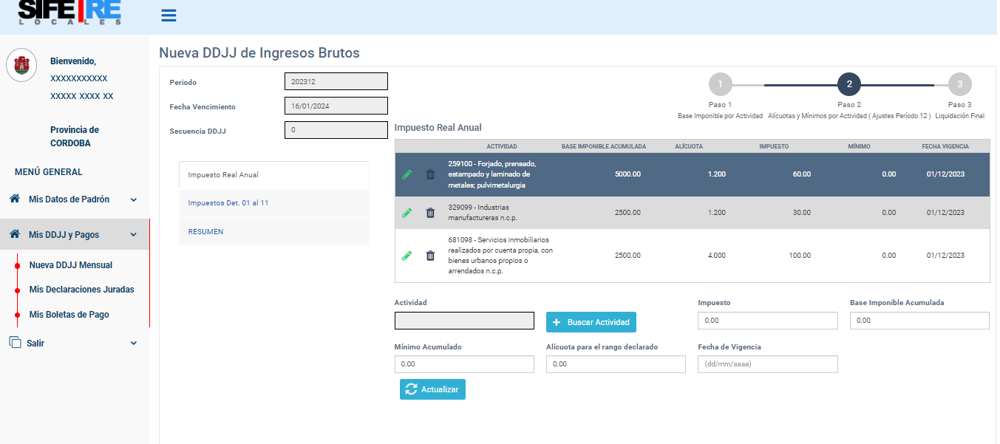 SIFERE
LOCALES
Bienvenido,
XXXXXXXXXXX
XXXXX XXXX XX
Provincia de
CORDOBA
MENÚ GENERAL
Mis Datos de Padrón
Mis DDJJ y Pagos
Nueva DDJJ Mensual
Mis Declaraciones Juradas
Mis Boletas de Pago
Salir
Nueva DDJJ de Ingresos Brutos
Periodo 202312
Fecha Vencimiento 16/01/2024
Secuencia DDJJ 0
1 2 3
Paso 1 Paso 2 Paso 3
Base Imponible por Actividad Alícuotas y Mínimos por Actividad ( Ajustes Período 12 ) Liquidación Final
Impuesto Real Anual
Impuestos Det. 01 al 11
RESUMEN
Impuesto Real Anual
ACTIVIDAD BASE IMPONIBLE ACUMULADA ALÍCUOTA IMPUESTO MÍNIMO FECHA VIGENCIA
259100 - Forjado, prensado,
estampado y laminado de 5000.00 1.200 60.00 0.00 01/12/2023
metales; pulvimetalurgia
329099 - Industrias
manufactureras n.c.p. 2500.00 1.200 30.00 0.00 01/12/2023
681098 - Servicios inmobiliarios
realizados por cuenta propia, con 2500.00 4.000 100.00 0.00 01/12/2023
bienes urbanos propios o
arrendados n.c.p.
Actividad Impuesto Base Imponible Acumulada
+ Buscar Actividad 0.00 0.00
Mínimo Acumulado Alícuota para el rango declarado Fecha de Vigencia
0.00 0.00 (dd/mm/aaaa)
Actualizar